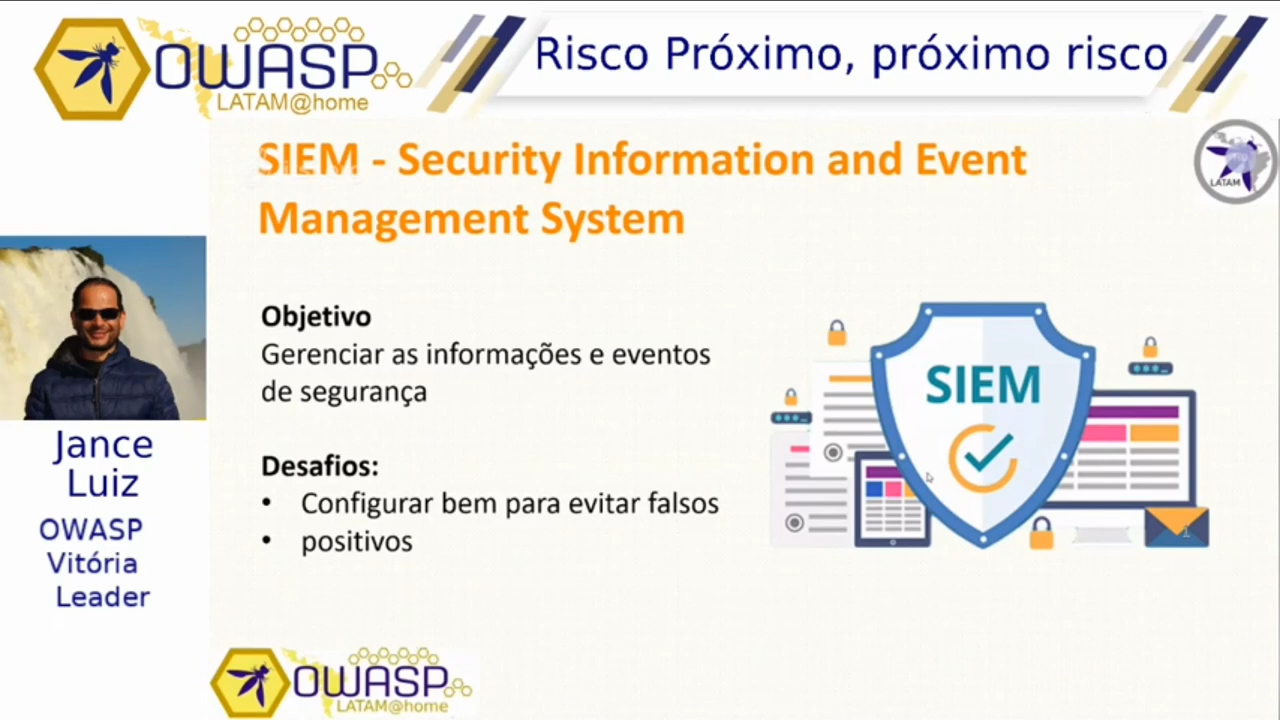 OWASP
LATAM@home
Risco Próximo, próximo risco
SIEM - Security Information and Event
Management System
LATAM
Objetivo
Gerenciar as informações e eventos
de segurança
Desafios:
• Configurar bem para evitar falsos
• positivos
SIEM
1
Jance
Luiz
OWASP
Vitória
Leader
OWASP
LATAM@home